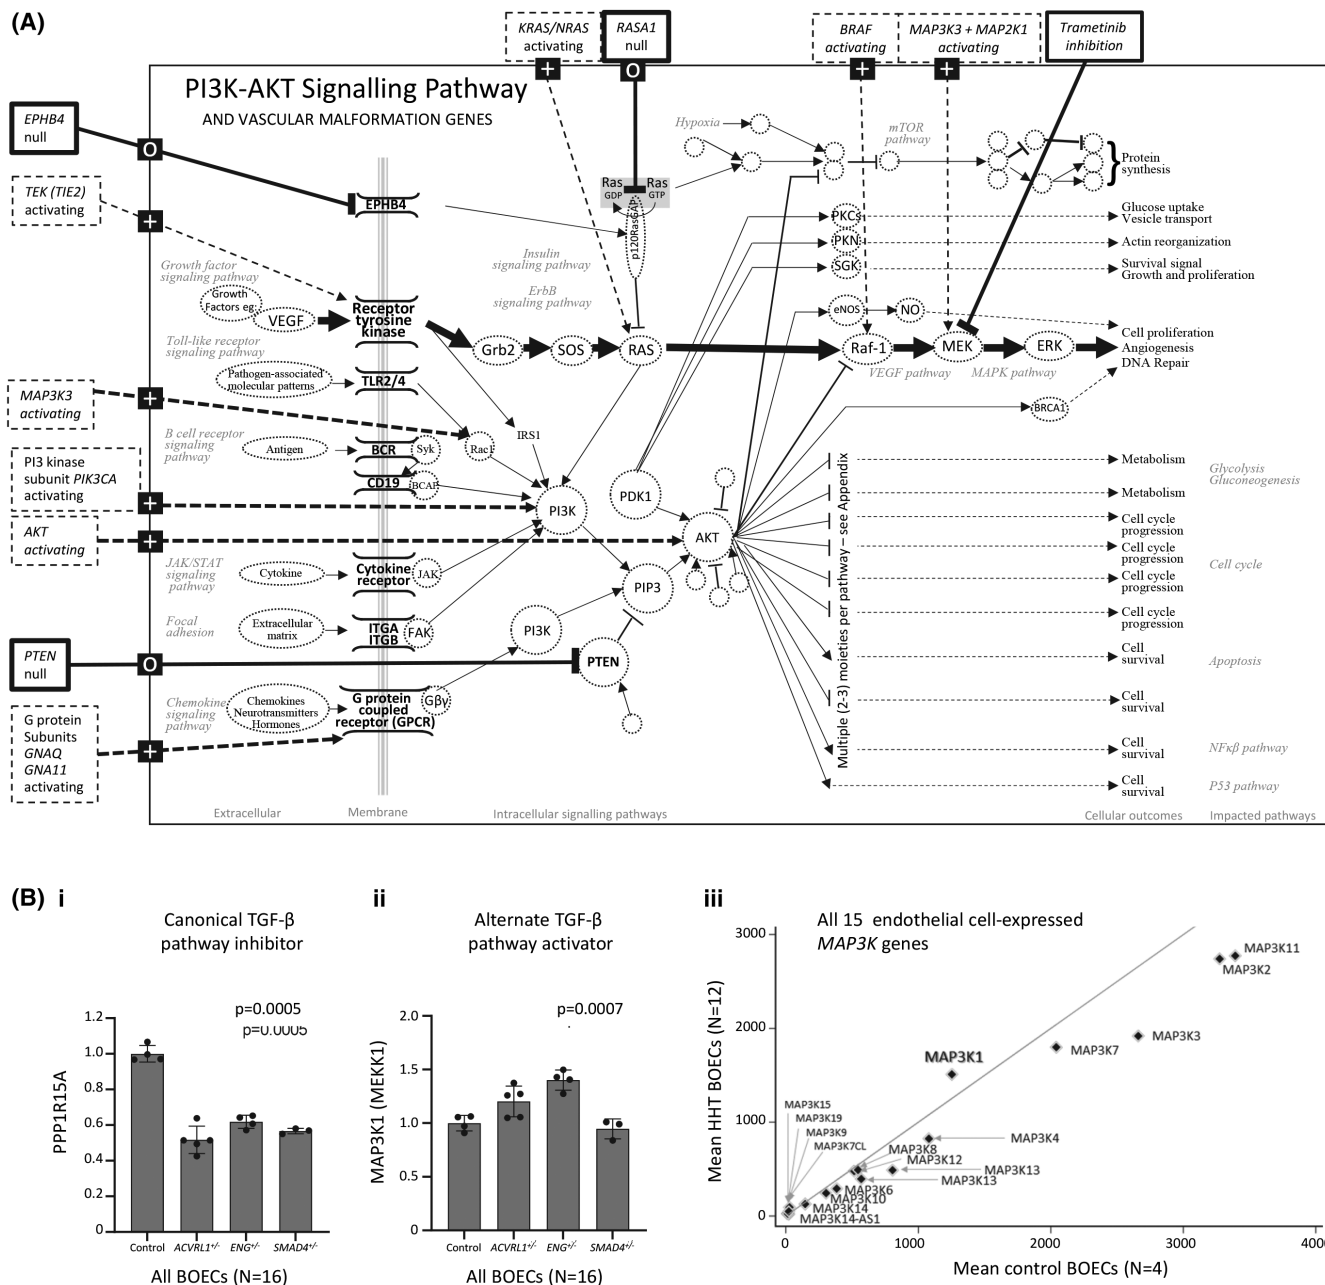 (A)
KRAS/NRAS
activating
RASA1
null
BRAF
activating
MAP3K3 + MAP2K1
activating
Trametinib
inhibition
+
O
+
+
PI3K-AKT Signalling Pathway
AND VASCULAR MALFORMATION GENES
EPHB4
null
O
TEK (TIE2)
activating
+
Hypoxia
mTOR
pathway
Protein
synthesis
Ras
GDP
Ras
GTP
p120RasGAP
EPHB4
PKCs
PKN
SGK
Glucose uptake
Vesicle transport
Actin reorganization
Survival signal
Growth and proliferation
Insulin
signaling pathway
ErbB
signaling pathway
Growth factor
signaling pathway
Growth
Factors eg:
VEGF
Receptor
tyrosine
kinase
eNOS
NO
Grb2
SOS
RAS
Raf-1
MEK
ERK
Cell proliferation
Angiogenesis
DNA Repair
VEGF pathway
MAPK pathway
Toll-like receptor
signaling pathway
Pathogen-associated
molecular patterns
TLR2/4
MAP3K3
activating
+
BRCA1
B cell receptor
signaling
pathway
Antigen
BCR
Syk
Rac1
IRS1
CD19
BCAP
PI3 kinase
subunit PIK3CA
activating
+
PI3K
PDK1
AKT
AKT
activating
+
Multiple (2-3) moieties per pathway – see Appendix
Metabolism
Metabolism
Glycolysis
Gluconeogenesis
Cell cycle
progression
Cell cycle
progression
Cell cycle
progression
Cell cycle
progression
Cell cycle
JAK/STAT
signaling
pathway
Cytokine
Cytokine
receptor
JAK
PIP3
Focal
adhesion
Extracellular
matrix
ITGA
ITGB
FAK
PI3K
PTEN
null
O
PTEN
Cell
survival
Apoptosis
Cell
survival
Cell
survival
NFκβ pathway
Cell
survival
P53 pathway
Chemokine
signaling
pathway
Chemokines
Neurotransmitters
Hormones
G protein
coupled
receptor (GPCR)
Gβγ
G protein
Subunits
GNAQ
GNA11
activating
+
Extracellular
Membrane
Intracellular signalling pathways
Cellular outcomes
Impacted pathways
(B)
i
Canonical TGF-β
pathway inhibitor
p=0.0005
p=0.0005
PPP1R15A
1.2
1.0
0.8
0.6
0.4
0.2
0
Control
ACVRL1+/-
ENG+/-
SMAD4+/-
All BOECs (N=16)
ii
Alternate TGF-β
pathway activator
p=0.0007
MAP3K1 (MEKK1)
2.0
1.5
1.0
0.5
0
Control
ACVRL1+/-
ENG+/-
SMAD4+/-
All BOECs (N=16)
iii
All 15 endothelial cell-expressed
MAP3K genes
Mean HHT BOECs (N=12)
3000
2000
1000
0
MAP3K11
MAP3K2
MAP3K3
MAP3K7
MAP3K1
MAP3K15
MAP3K19
MAP3K9
MAP3K7CL
MAP3K4
MAP3K8
MAP3K12
MAP3K13
MAP3K13
MAP3K6
MAP3K10
MAP3K14
MAP3K14-AS1
0
1000
2000
3000
400
Mean control BOECs (N=4)